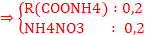 ⇒{R(COONH4) : 0,2
NH4NO3 : 0,2